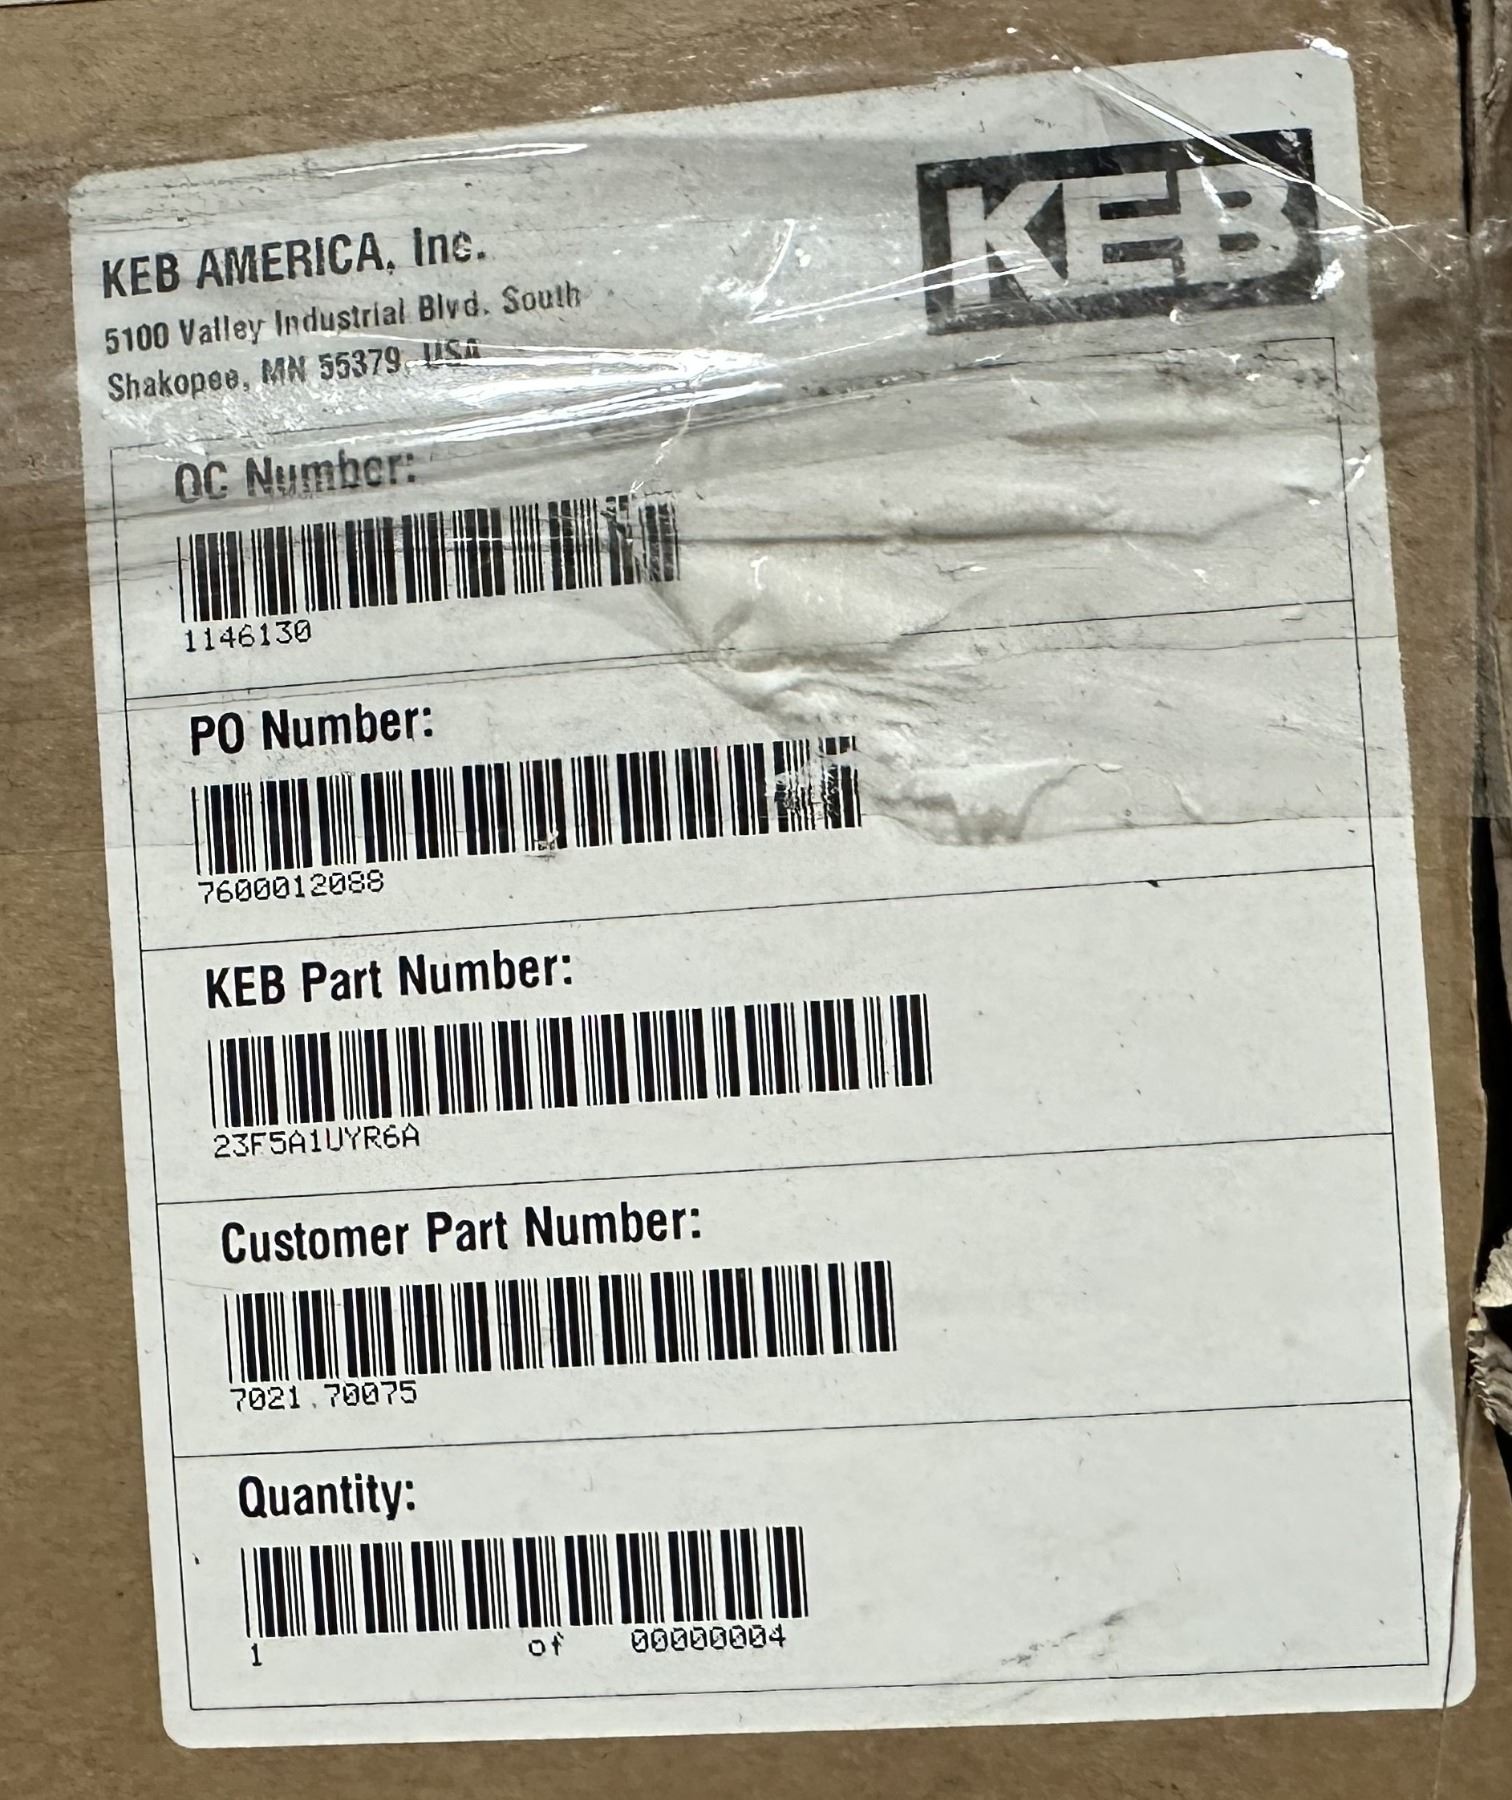 KEB
KEB AMERICA, Inc.
5100 Valley Industrial Blvd. South
Shakopee, MN 55379, USA
OC Number:
1146130
PO Number:
7600012088
KEB Part Number:
23F5A1UYR6A
Customer Part Number:
7021.70075
Quantity:
1 of 00000004